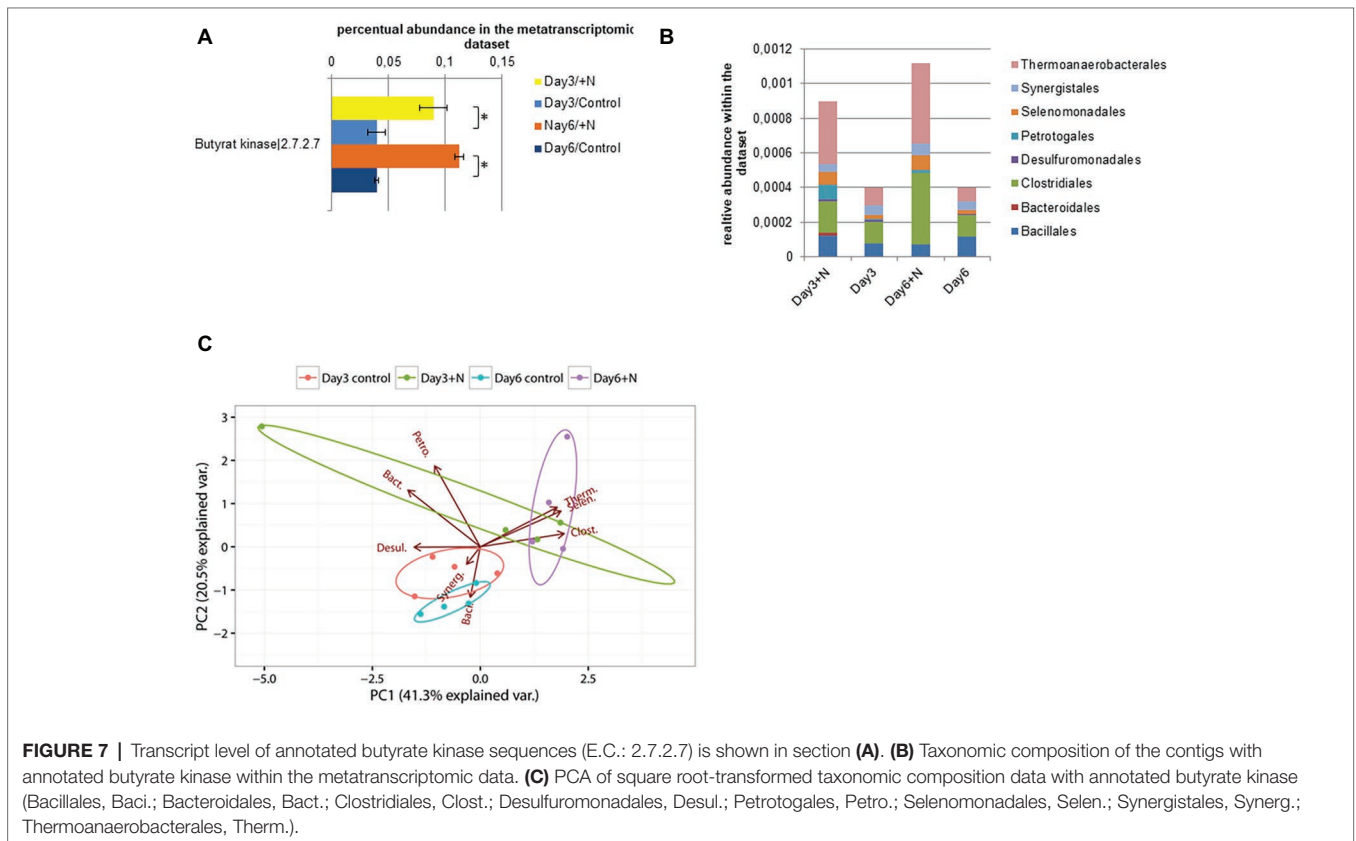 A
percentual abundance in the metatranscriptomic
dataset
0 0,05 0,1 0,15
Butyrat kinase|2.7.2.7
*
*
Day3/+N
Day3/Control
Nay6/+N
Day6/Control
B
realtive abundance within the
dataset
0,0012
0,001
0,0008
0,0006
0,0004
0,0002
0
Day3+N
Day3
Day6+N
Day6
Thermoanaerobacterales
Synergistales
Selenomonadales
Petrotogales
Desulfuromonadales
Clostridiales
Bacteroidales
Bacillales
C
Day3 control Day3+N Day6 control Day6+N
PC2 (20.5% explained var.)
3
2
1
0
−1
−2
Petro.
Bact.
Therm.
Selen.
Clost.
Desul.
Synerg.
Baci.
−5.0 −2.5 0.0 2.5
PC1 (41.3% explained var.)
FIGURE 7 | Transcript level of annotated butyrate kinase sequences (E.C.: 2.7.2.7) is shown in section (A). (B) Taxonomic composition of the contigs with
annotated butyrate kinase within the metatranscriptomic data. (C) PCA of square root-transformed taxonomic composition data with annotated butyrate kinase
(Bacillales, Baci.; Bacteroidales, Bact.; Clostridiales, Clost.; Desulfuromonadales, Desul.; Petrotogales, Petro.; Selenomonadales, Selen.; Synergistales, Synerg.;
Thermoanaerobacterales, Therm.).